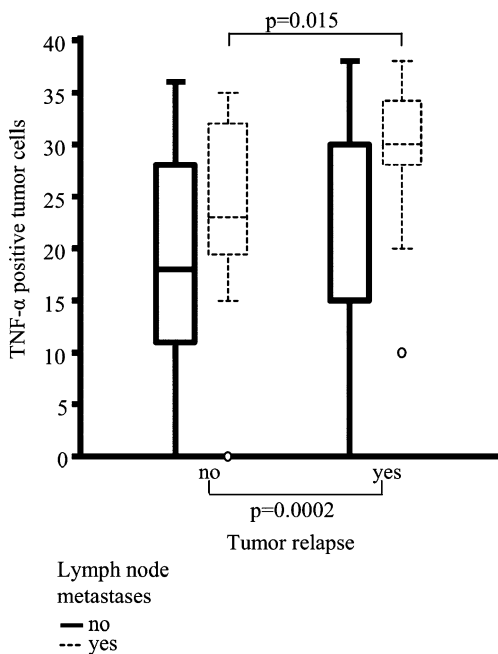 p=0.015
TNF-α positive tumor cells
40
35
30
25
20
15
10
5
0
no yes
p=0.0002
Tumor relapse
Lymph node
metastases
no
yes